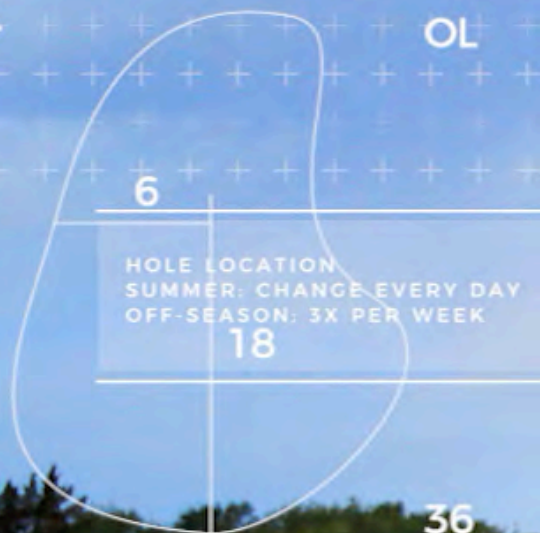 OL
6
HOLE LOCATION
SUMMER: CHANGE EVERY DAY
OFF-SEASON: 3X PER WEEK
18
36